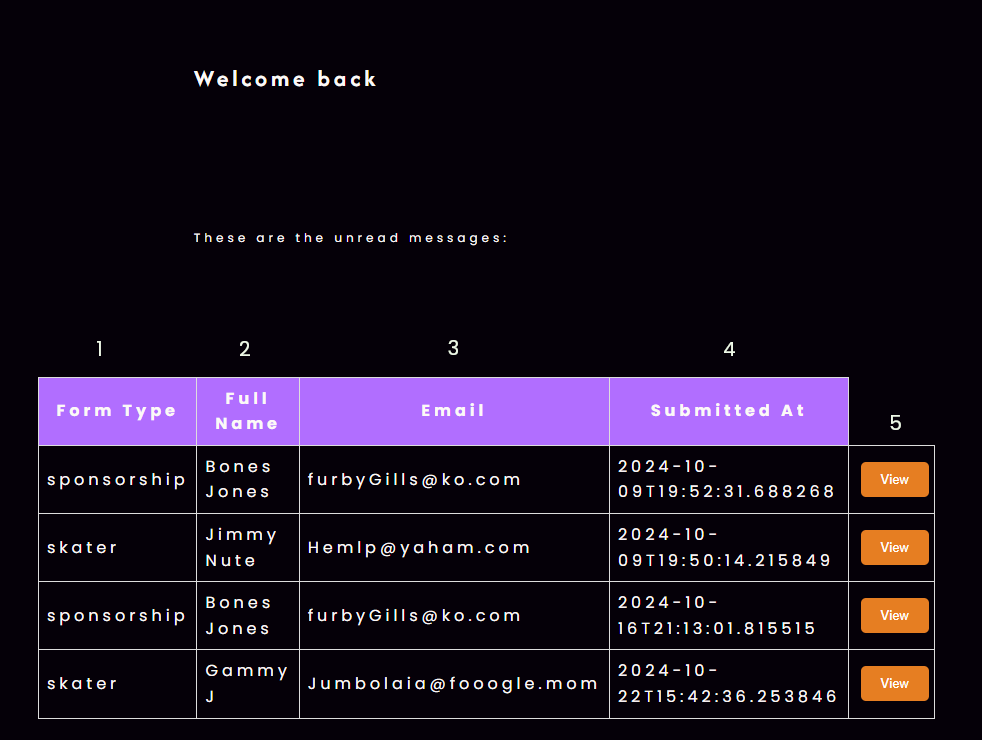 Welcome back
These are the unread messages:
1 2 3 4
Form Type Full Name Email Submitted At
5
sponsorship Bones Jones furbyGills@ko.com 2024-10-09T19:52:31.688268 View
skater Jimmy Nute Hemlp@yaham.com 2024-10-09T19:50:14.215849 View
sponsorship Bones Jones furbyGills@ko.com 2024-10-16T21:13:01.815515 View
skater Gammy J Jumbolaia@fooogle.mom 2024-10-22T15:42:36.253846 View